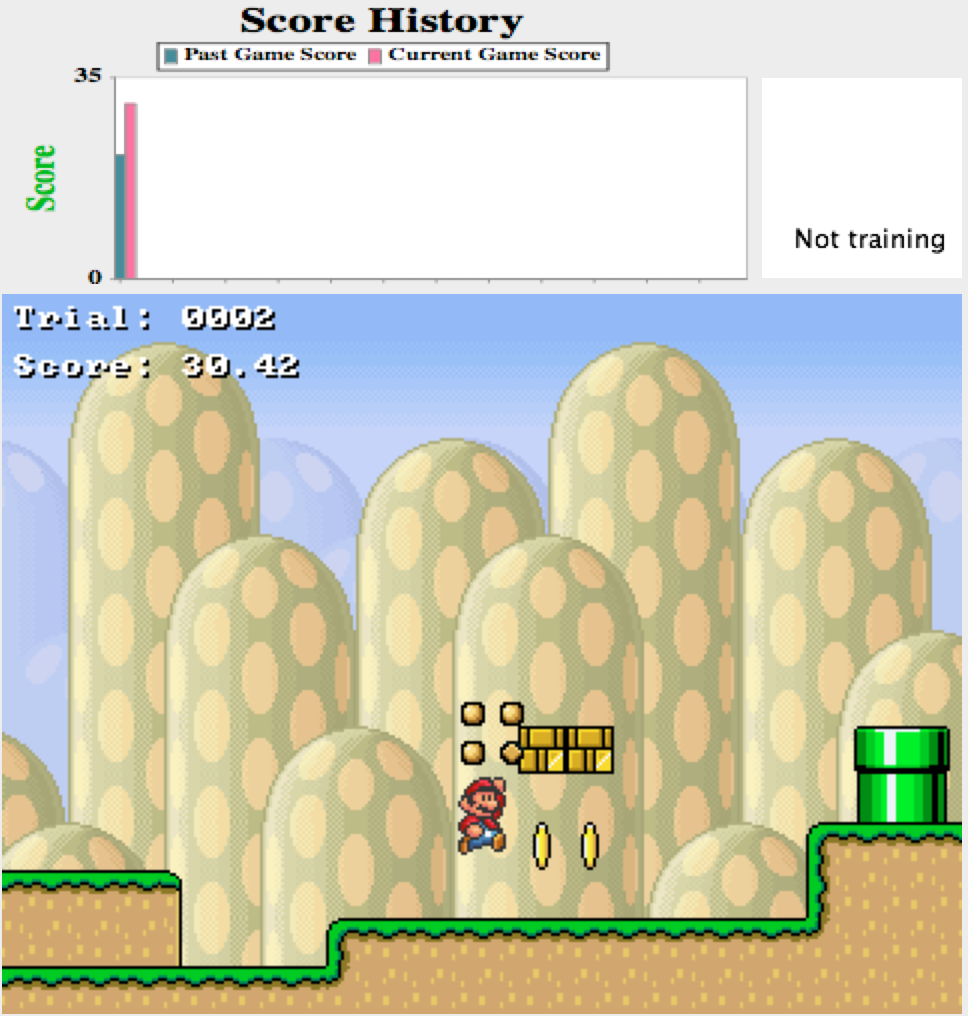 Score History
Past Game Score Current Game Score
35
Score
0
Not training
Trial: 0002
Score: 30.42